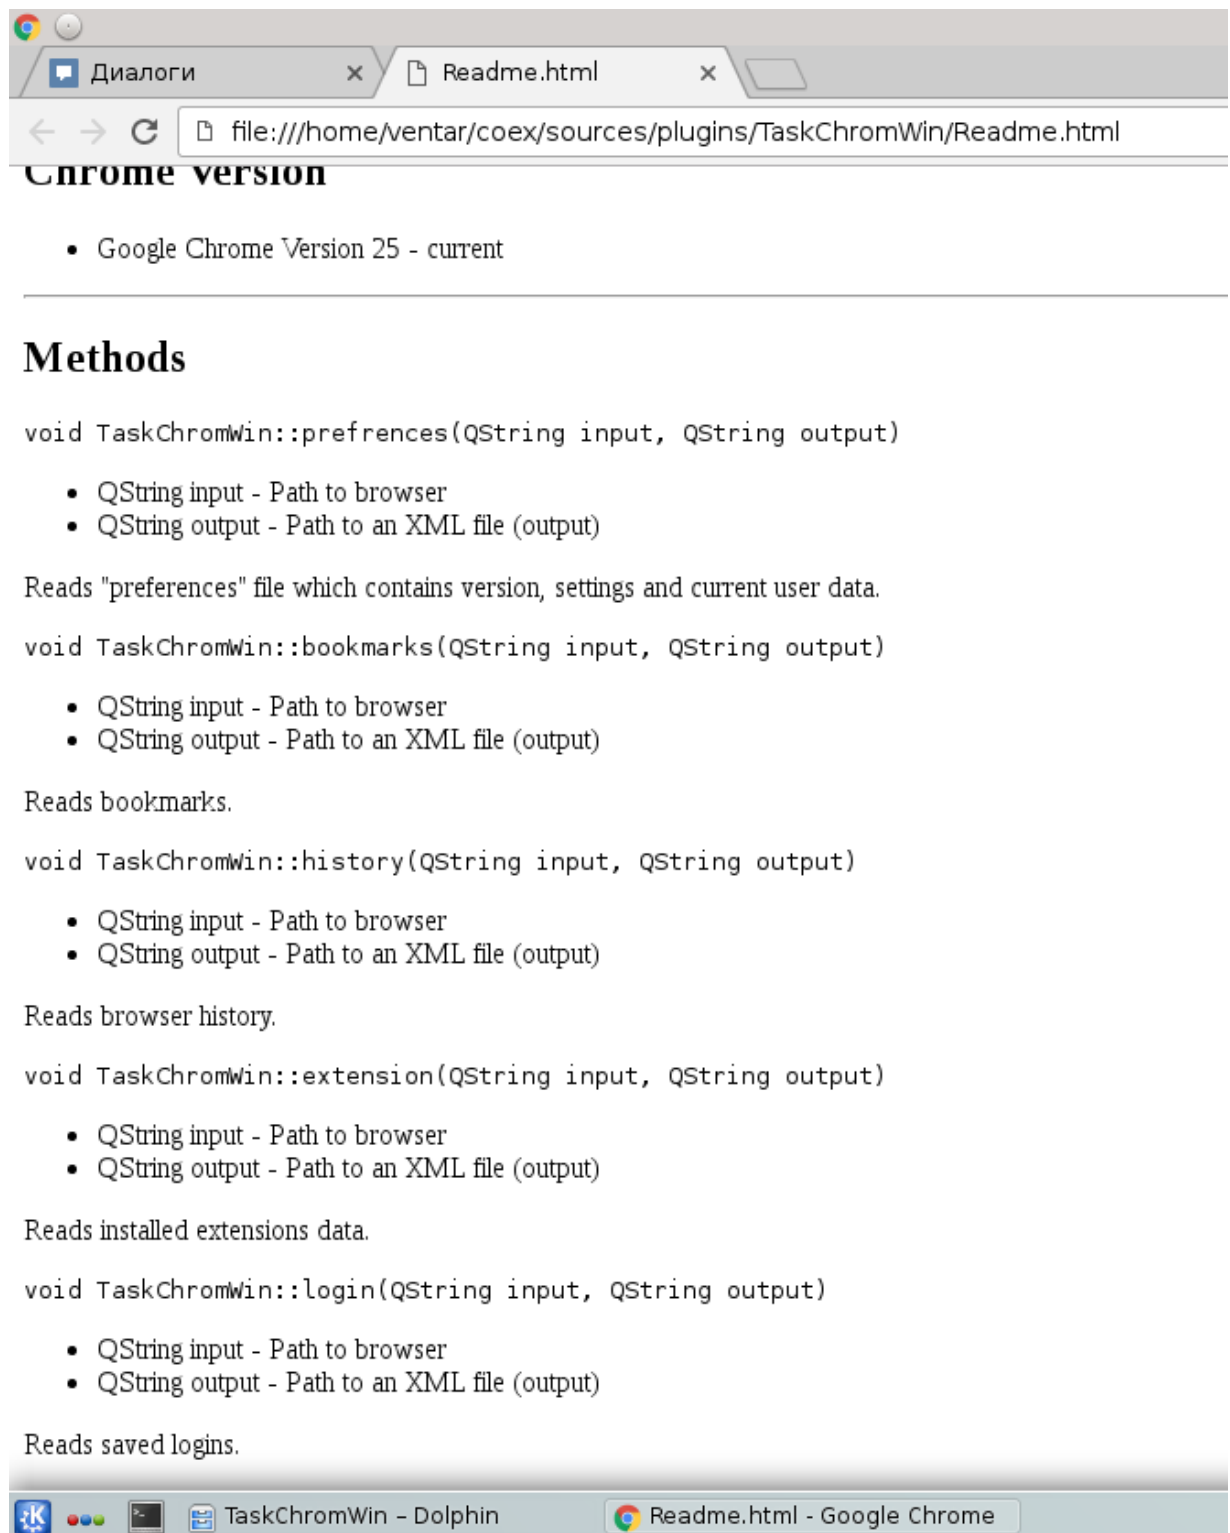 Диалоги
Readme.html
file:///home/ventar/coex/sources/plugins/TaskChromWin/Readme.html
Chrome Version
Google Chrome Version 25 - current
Methods
void TaskChromWin::prefrences(QString input, QString output)
QString input - Path to browser
QString output - Path to an XML file (output)
Reads "preferences" file which contains version, settings and current user data.
void TaskChromWin::bookmarks(QString input, QString output)
QString input - Path to browser
QString output - Path to an XML file (output)
Reads bookmarks.
void TaskChromWin::history(QString input, QString output)
QString input - Path to browser
QString output - Path to an XML file (output)
Reads browser history.
void TaskChromWin::extension(QString input, QString output)
QString input - Path to browser
QString output - Path to an XML file (output)
Reads installed extensions data.
void TaskChromWin::login(QString input, QString output)
QString input - Path to browser
QString output - Path to an XML file (output)
Reads saved logins.
TaskChromWin – Dolphin
Readme.html - Google Chrome